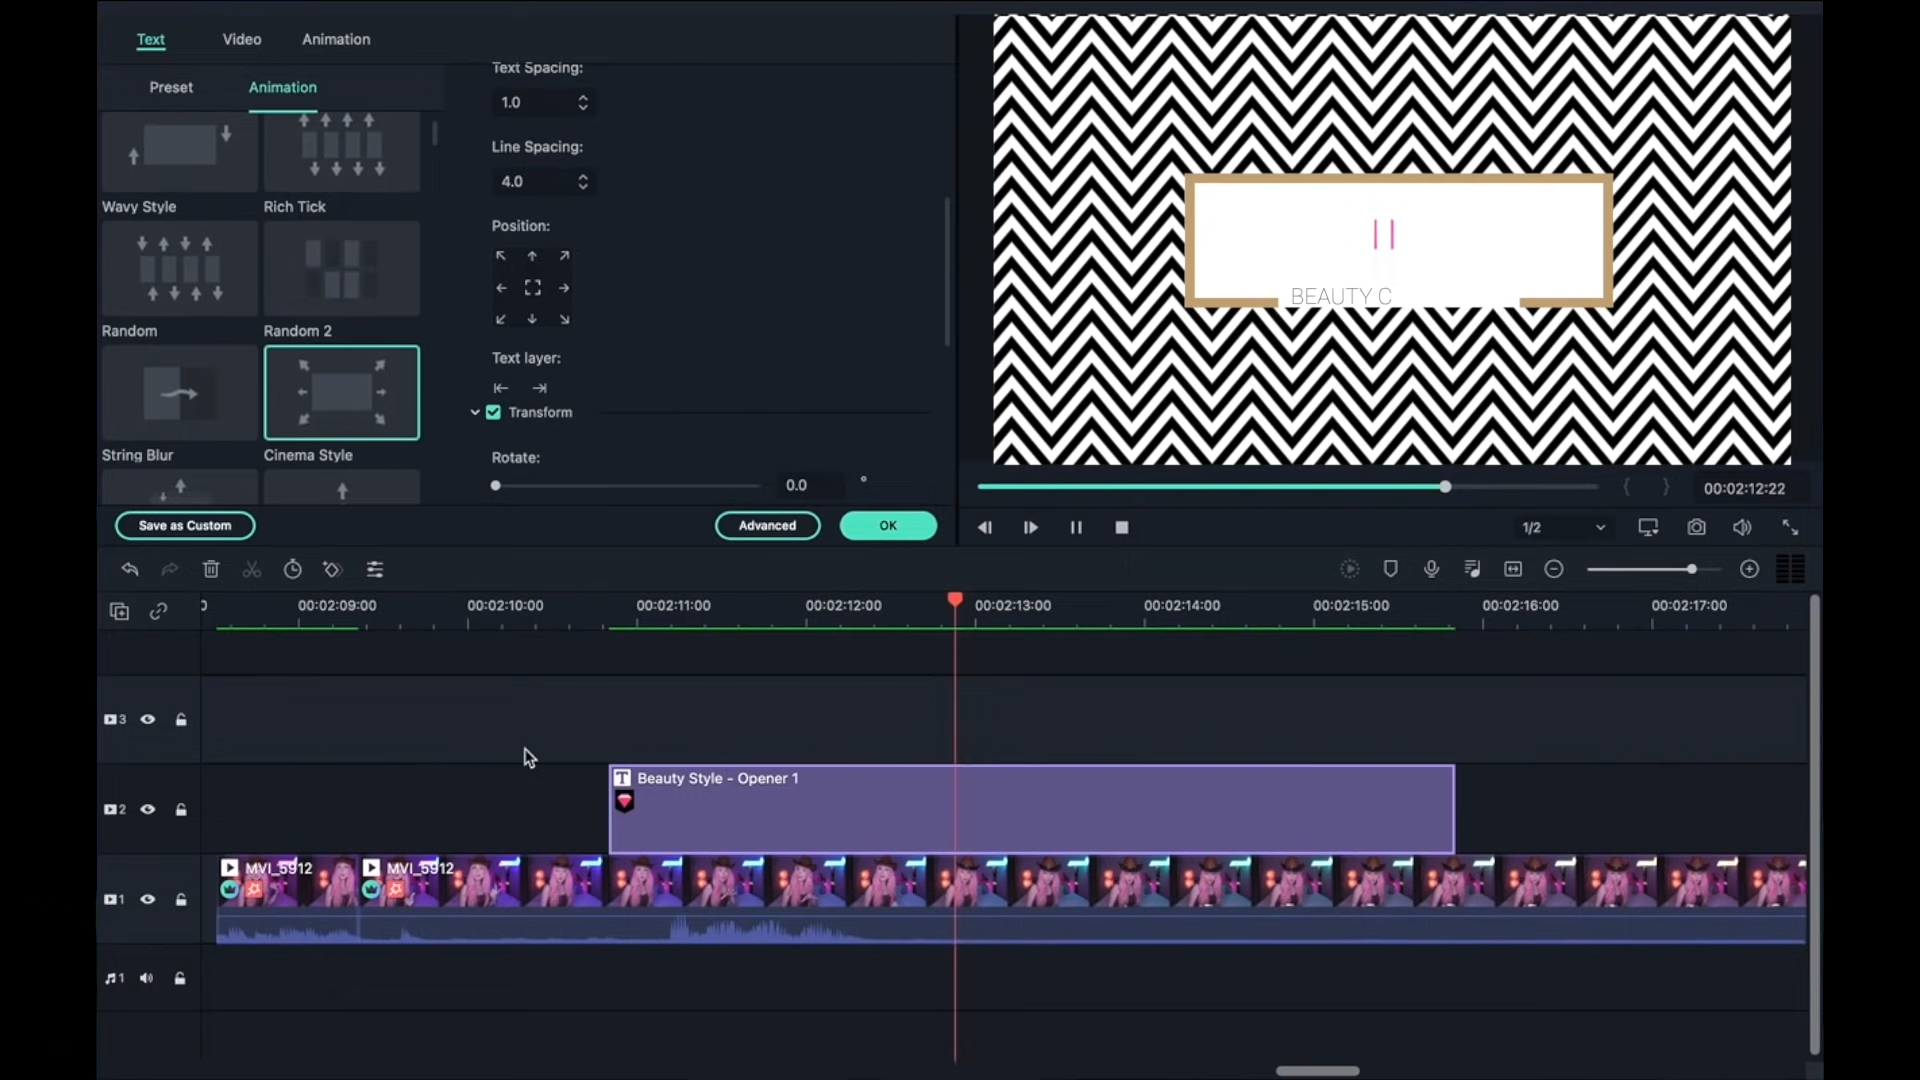 Text
Video
Animation
Preset
Animation
Wavy Style
Rich Tick
Random
Random 2
String Blur
Cinema Style
Text Spacing:
1.0
Line Spacing:
4.0
Position:
Text layer:
Transform
Rotate:
0.0
°
Save as Custom
Advanced
OK
BEAUTY C
{ }
00:02:12:22
1/2
0
00:02:09:00
00:02:10:00
00:02:11:00
00:02:12:00
00:02:13:00
00:02:14:00
00:02:15:00
00:02:16:00
00:02:17:00
3
2
T Beauty Style - Opener 1
1
MVI_5912
MVI_5912
1